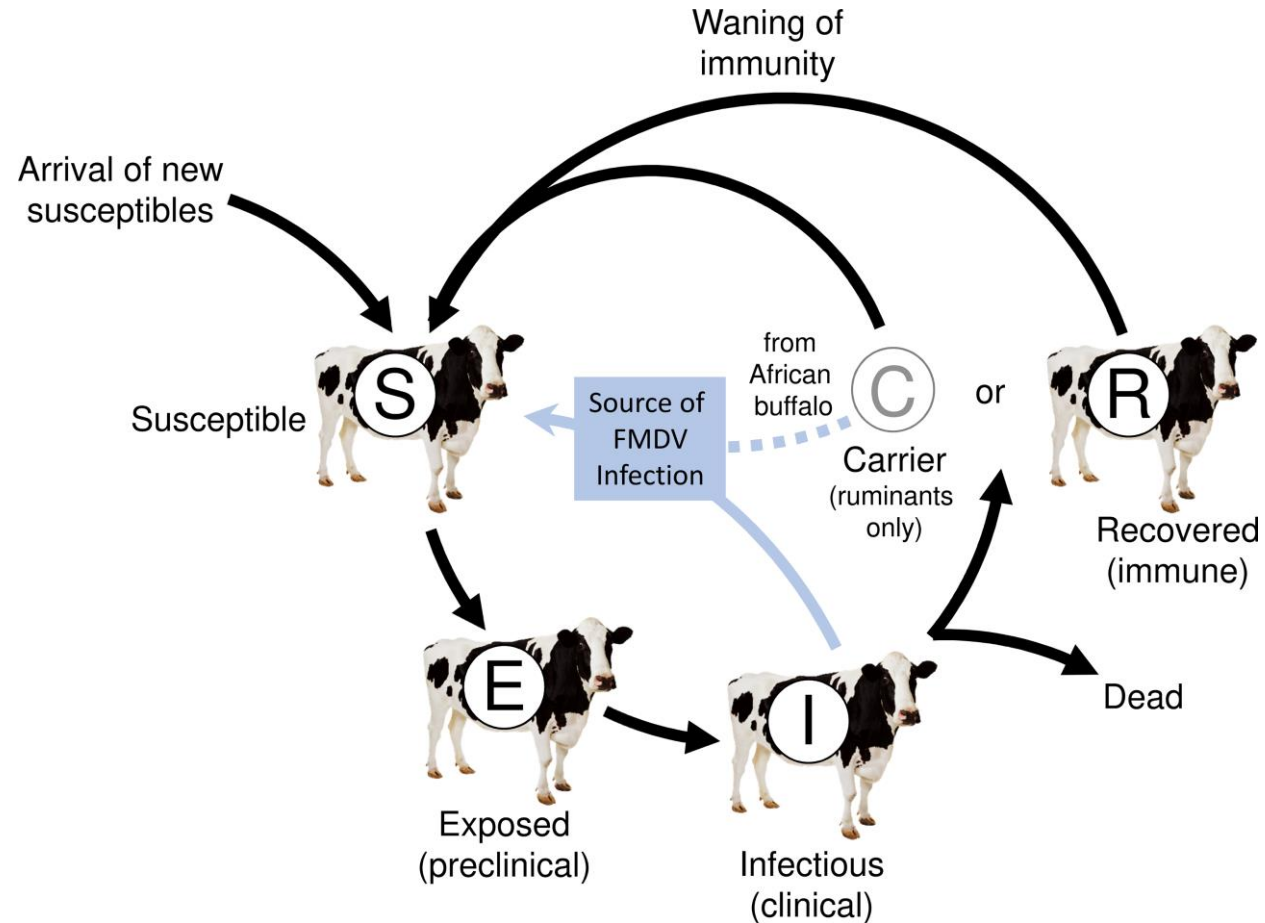 Waning of
immunity
Arrival of new
susceptibles
S
Susceptible
Source of
FMDV
Infection
from
African
buffalo
C
or
R
Carrier
(ruminants
only)
Recovered
(immune)
E
I
Dead
Exposed
(preclinical)
Infectious
(clinical)